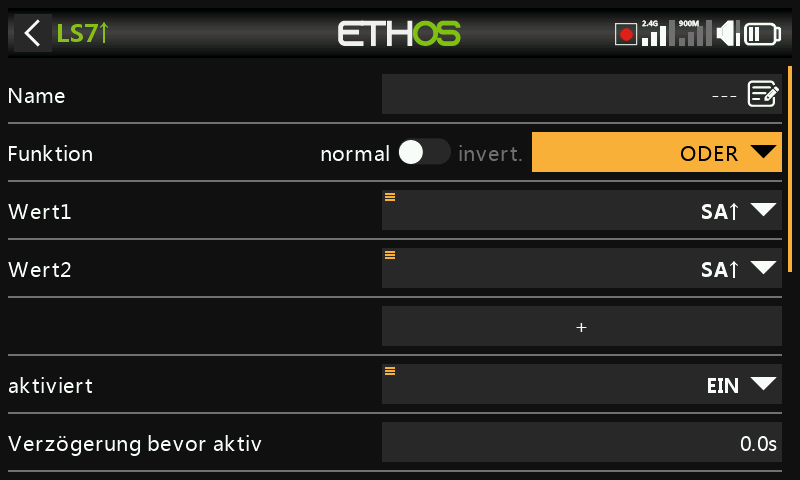 LS7↑ ETHOS 2.4G 900M
Name ---
Funktion normal invert. ODER
Wert1 SA↑
Wert2 SA↑
+
aktiviert EIN
Verzögerung bevor aktiv 0.0s